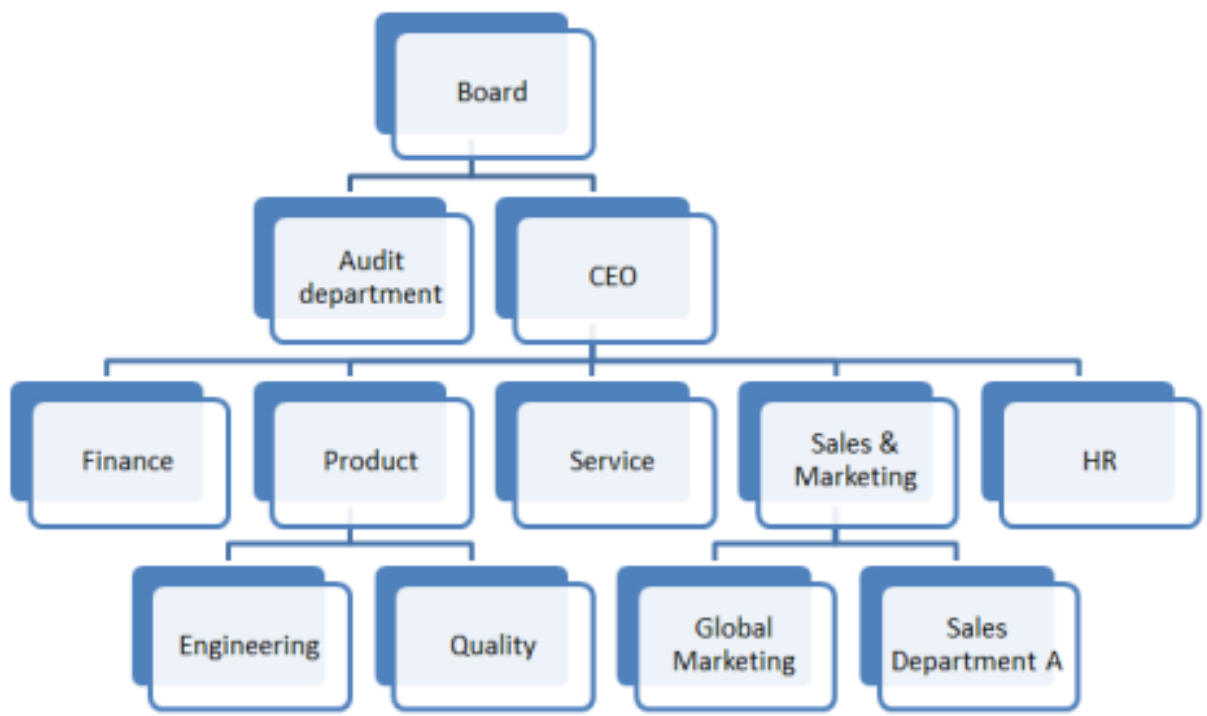 Board
Audit
department
CEO
Finance
Product
Service
Sales &
Marketing
HR
Engineering
Quality
Global
Marketing
Sales
Department A